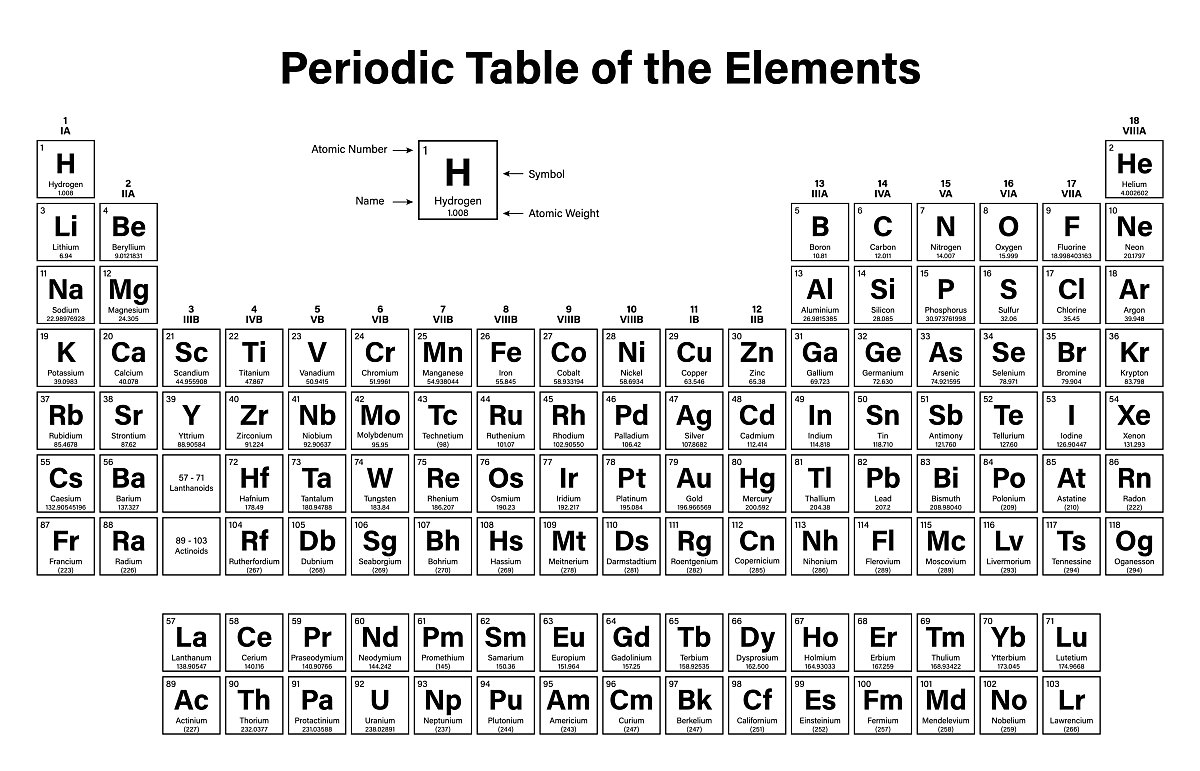 Periodic Table of the Elements
1
IA
18
VIIIA
1
H
Hydrogen
1.008
Atomic Number
1
H
Hydrogen
1.008
Symbol
Name
Atomic Weight
2
He
Helium
4.002602
2
IIA
13
IIIA
14
IVA
15
VA
16
VIA
17
VIIA
3
Li
Lithium
6.94
4
Be
Beryllium
9.0121831
5
B
Boron
10.81
6
C
Carbon
12.011
7
N
Nitrogen
14.007
8
O
Oxygen
15.999
9
F
Fluorine
18.998403163
10
Ne
Neon
20.1797
11
Na
Sodium
22.98976928
12
Mg
Magnesium
24.305
3
IIIB
4
IVB
5
VB
6
VIB
7
VIIB
8
VIIIB
9
VIIIB
10
VIIIB
11
IB
12
IIB
13
Al
Aluminium
26.9815385
14
Si
Silicon
28.085
15
P
Phosphorus
30.973761998
16
S
Sulfur
32.06
17
Cl
Chlorine
35.45
18
Ar
Argon
39.948
19
K
Potassium
39.0983
20
Ca
Calcium
40.078
21
Sc
Scandium
44.955908
22
Ti
Titanium
47.867
23
V
Vanadium
50.9415
24
Cr
Chromium
51.9961
25
Mn
Manganese
54.938044
26
Fe
Iron
55.845
27
Co
Cobalt
58.933194
28
Ni
Nickel
58.6934
29
Cu
Copper
63.546
30
Zn
Zinc
65.38
31
Ga
Gallium
69.723
32
Ge
Germanium
72.630
33
As
Arsenic
74.921595
34
Se
Selenium
78.971
35
Br
Bromine
79.904
36
Kr
Krypton
83.798
37
Rb
Rubidium
85.4678
38
Sr
Strontium
87.62
39
Y
Yttrium
88.90584
40
Zr
Zirconium
91.224
41
Nb
Niobium
92.90637
42
Mo
Molybdenum
95.95
43
Tc
Technetium
(98)
44
Ru
Ruthenium
101.07
45
Rh
Rhodium
102.90550
46
Pd
Palladium
106.42
47
Ag
Silver
107.8682
48
Cd
Cadmium
112.414
49
In
Indium
114.818
50
Sn
Tin
118.710
51
Sb
Antimony
121.760
52
Te
Tellurium
127.60
53
I
Iodine
126.90447
54
Xe
Xenon
131.293
55
Cs
Caesium
132.90545196
56
Ba
Barium
137.327
57 - 71
Lanthanoids
72
Hf
Hafnium
178.49
73
Ta
Tantalum
180.94788
74
W
Tungsten
183.84
75
Re
Rhenium
186.207
76
Os
Osmium
190.23
77
Ir
Iridium
192.217
78
Pt
Platinum
195.084
79
Au
Gold
196.966569
80
Hg
Mercury
200.592
81
Tl
Thallium
204.38
82
Pb
Lead
207.2
83
Bi
Bismuth
208.98040
84
Po
Polonium
(209)
85
At
Astatine
(210)
86
Rn
Radon
(222)
87
Fr
Francium
(223)
88
Ra
Radium
(226)
89 - 103
Actinoids
104
Rf
Rutherfordium
(267)
105
Db
Dubnium
(268)
106
Sg
Seaborgium
(269)
107
Bh
Bohrium
(270)
108
Hs
Hassium
(269)
109
Mt
Meitnerium
(278)
110
Ds
Darmstadtium
(281)
111
Rg
Roentgenium
(282)
112
Cn
Copernicium
(285)
113
Nh
Nihonium
(286)
114
Fl
Flerovium
(289)
115
Mc
Moscovium
(289)
116
Lv
Livermorium
(293)
117
Ts
Tennessine
(294)
118
Og
Oganesson
(294)
57
La
Lanthanum
138.90547
58
Ce
Cerium
140.116
59
Pr
Praseodymium
140.90766
60
Nd
Neodymium
144.242
61
Pm
Promethium
(145)
62
Sm
Samarium
150.36
63
Eu
Europium
151.964
64
Gd
Gadolinium
157.25
65
Tb
Terbium
158.92535
66
Dy
Dysprosium
162.500
67
Ho
Holmium
164.93033
68
Er
Erbium
167.259
69
Tm
Thulium
168.93422
70
Yb
Ytterbium
173.045
71
Lu
Lutetium
174.9668
89
Ac
Actinium
(227)
90
Th
Thorium
232.0377
91
Pa
Protactinium
231.03588
92
U
Uranium
238.02891
93
Np
Neptunium
(237)
94
Pu
Plutonium
(244)
95
Am
Americium
(243)
96
Cm
Curium
(247)
97
Bk
Berkelium
(247)
98
Cf
Californium
(251)
99
Es
Einsteinium
(252)
100
Fm
Fermium
(257)
101
Md
Mendelevium
(258)
102
No
Nobelium
(259)
103
Lr
Lawrencium
(266)